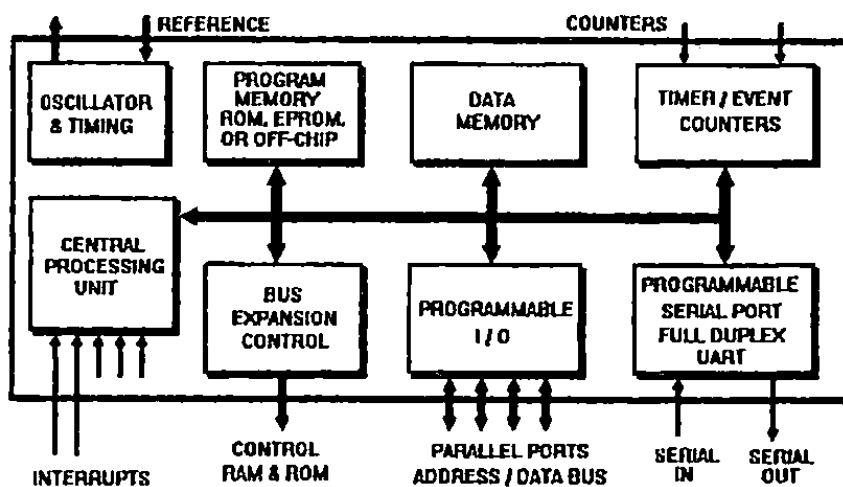 REFERENCE
COUNTERS
OSCILLATOR
& TIMING
PROGRAM
MEMORY
ROM, EPROM,
OR OFF-CHIP
DATA
MEMORY
TIMER / EVENT
COUNTERS
CENTRAL
PROCESSING
UNIT
BUS
EXPANSION
CONTROL
PROGRAMMABLE
I / O
PROGRAMMABLE
SERIAL PORT
FULL DUPLEX
UART
INTERRUPTS
CONTROL
RAM & ROM
PARALLEL PORTS
ADDRESS / DATA BUS
SERIAL
IN
SERIAL
OUT